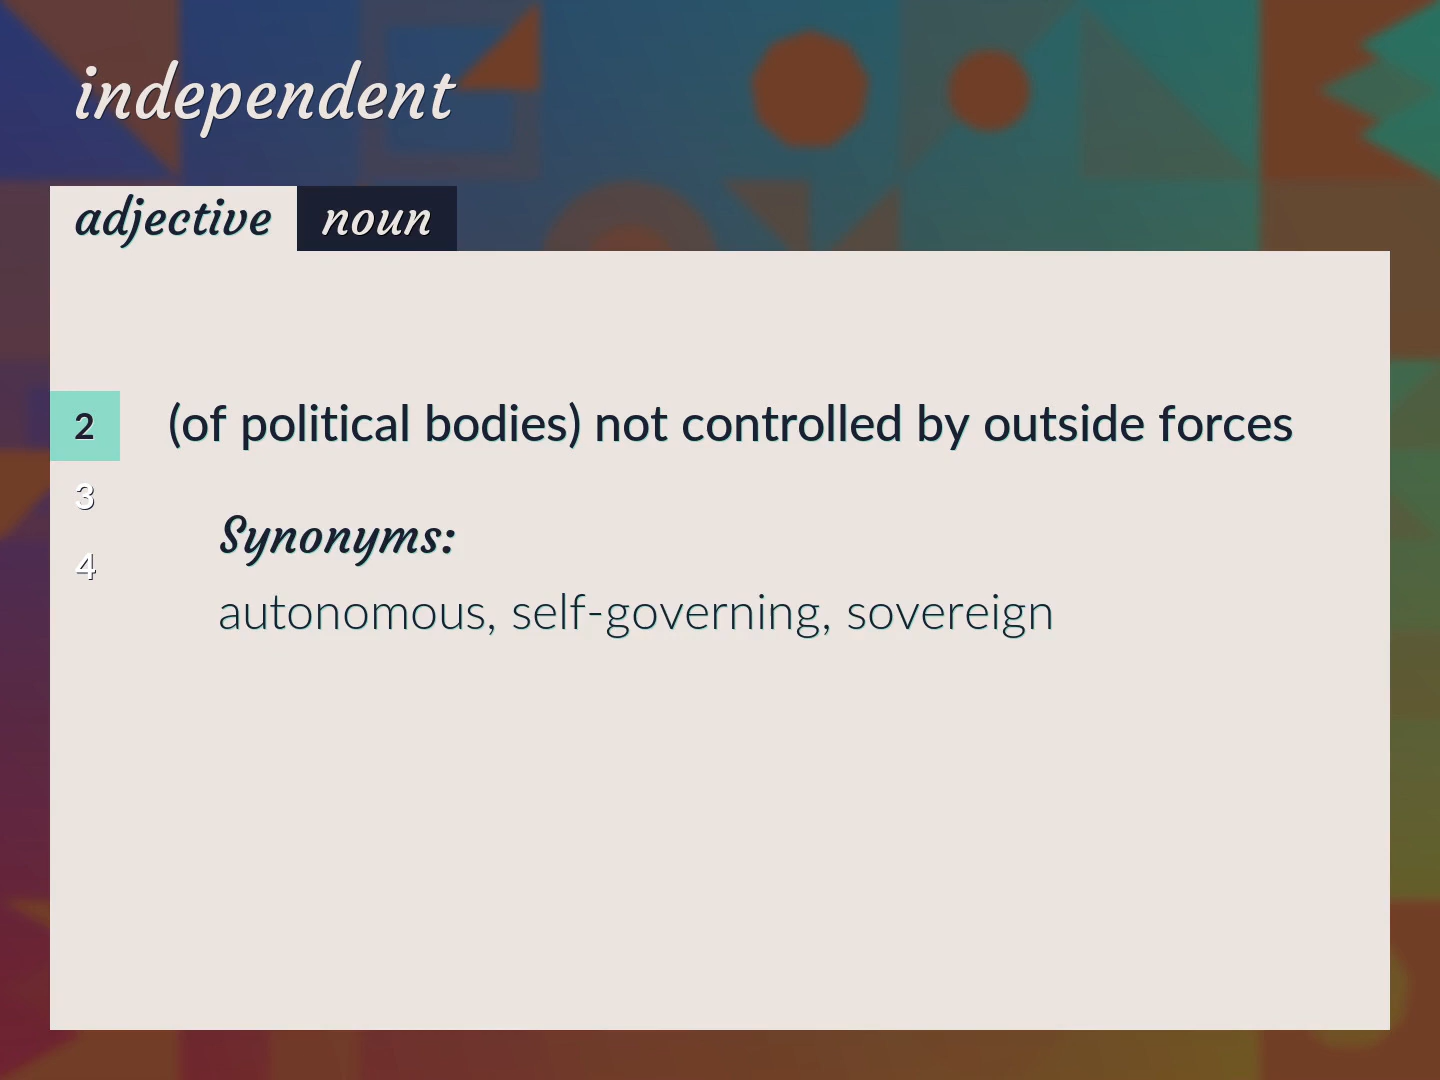 independent
adjective noun
2 (of political bodies) not controlled by outside forces
3
Synonyms:
4
autonomous, self-governing, sovereign